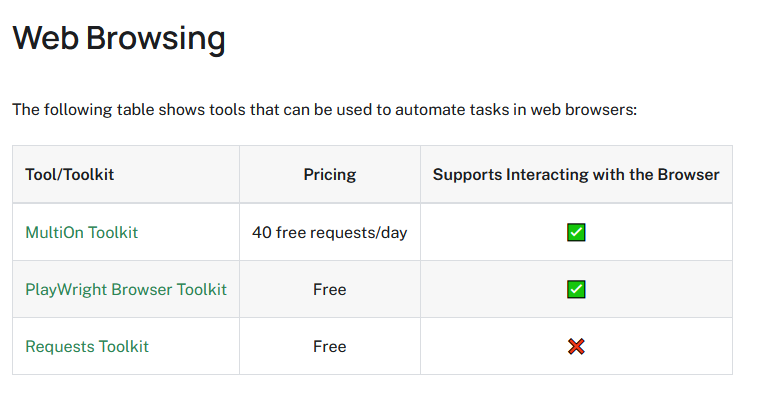 Web Browsing
The following table shows tools that can be used to automate tasks in web browsers:
Tool/Toolkit Pricing Supports Interacting with the Browser
MultiOn Toolkit 40 free requests/day ✅
PlayWright Browser Toolkit Free ✅
Requests Toolkit Free ❌